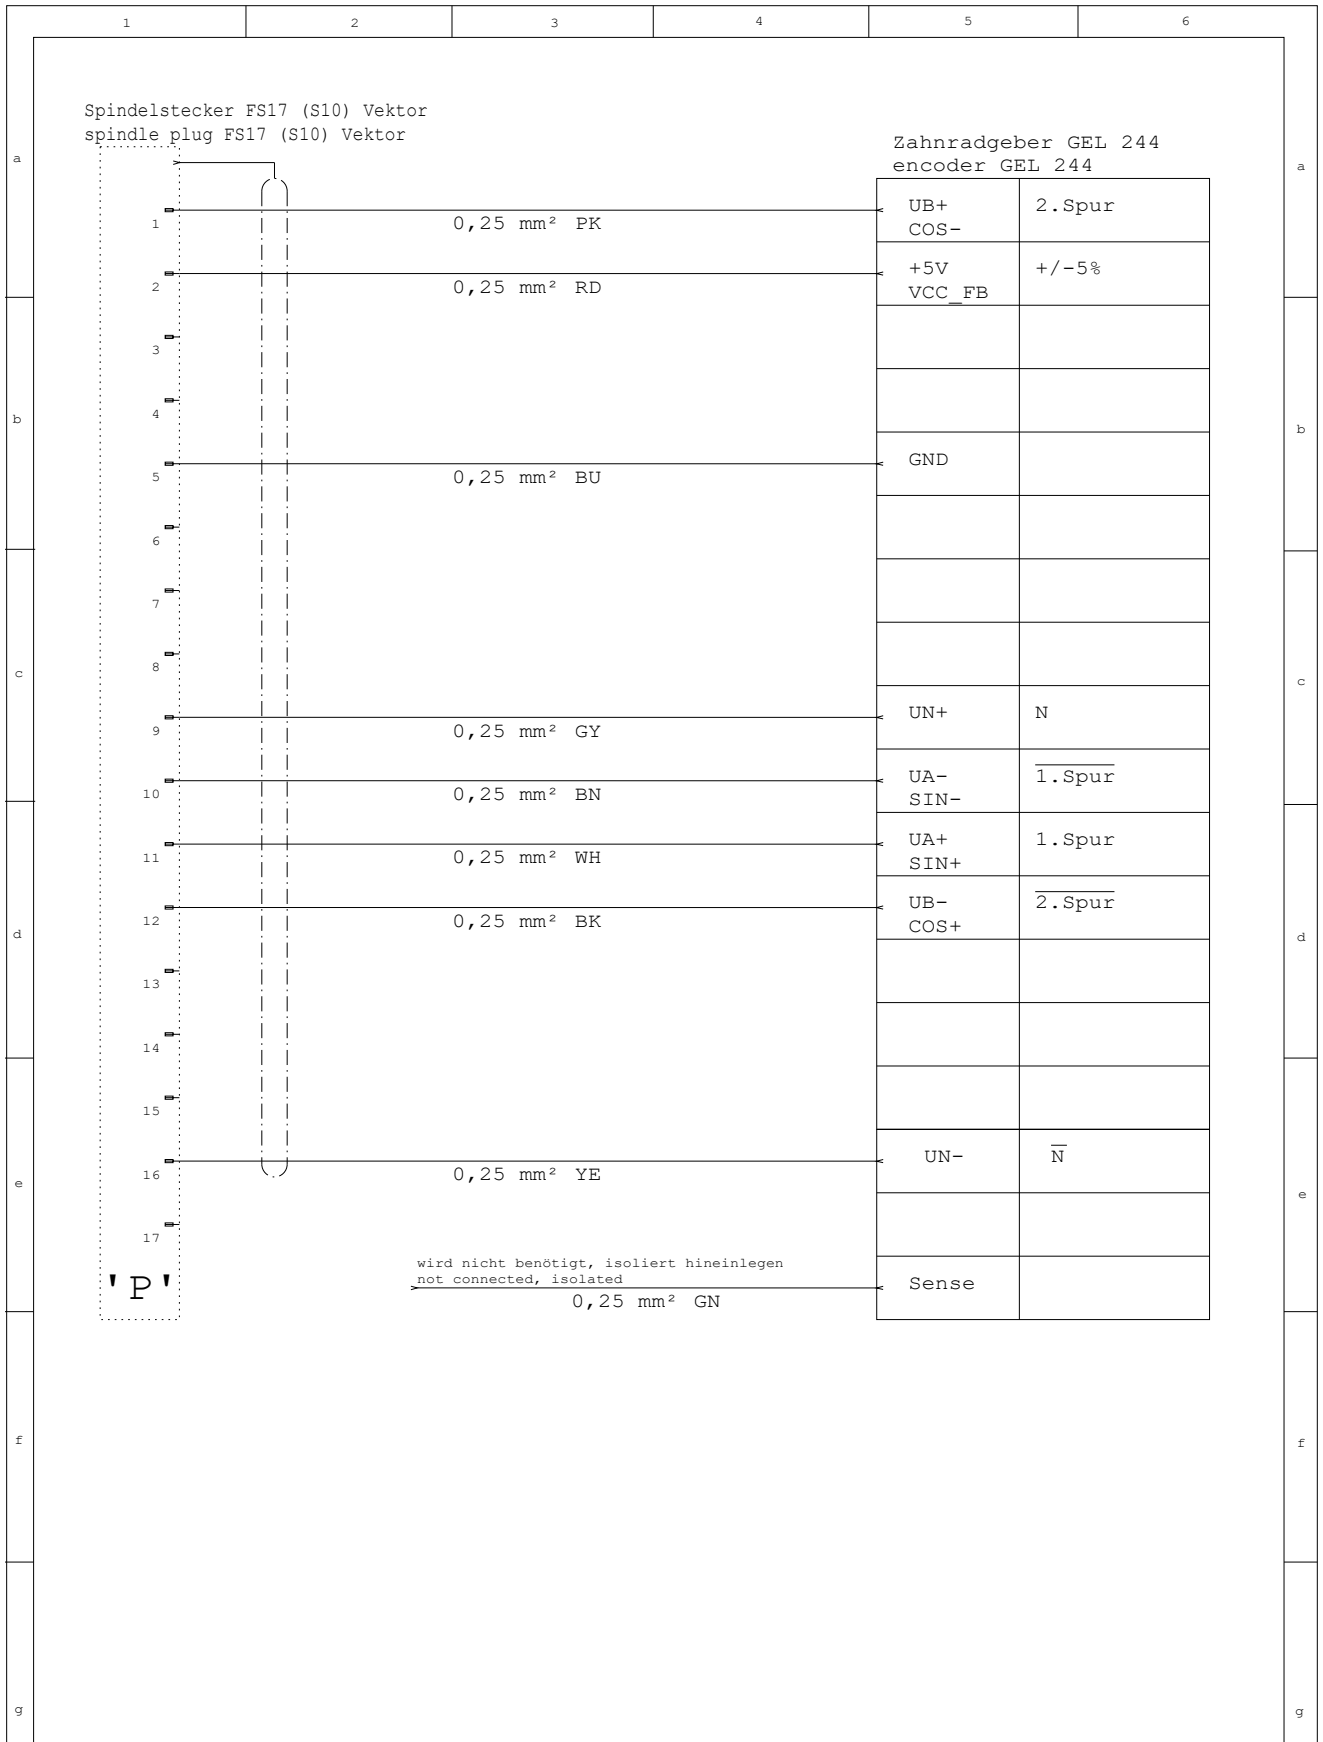 1 2 3 4 5 6
Spindelstecker FS17 (S10) Vektor
spindle plug FS17 (S10) Vektor
Zahnradgeber GEL 244
encoder GEL 244
a a
UB+ 2.Spur
1 0,25 mm² PK COS-
+5V +/-5%
2 0,25 mm² RD VCC_FB
3
4
b b
GND
5 0,25 mm² BU
6
7
8
c c
UN+ N
9 0,25 mm² GY
UA- 1.Spur
10 0,25 mm² BN SIN-
UA+ 1.Spur
11 0,25 mm² WH SIN+
UB- 2.Spur
12 0,25 mm² BK COS+
d d
13
14
15
UN- N
16 0,25 mm² YE
e e
17
wird nicht benötigt, isoliert hineinlegen
not connected, isolated
'P' Sense
0,25 mm² GN
f f
g g